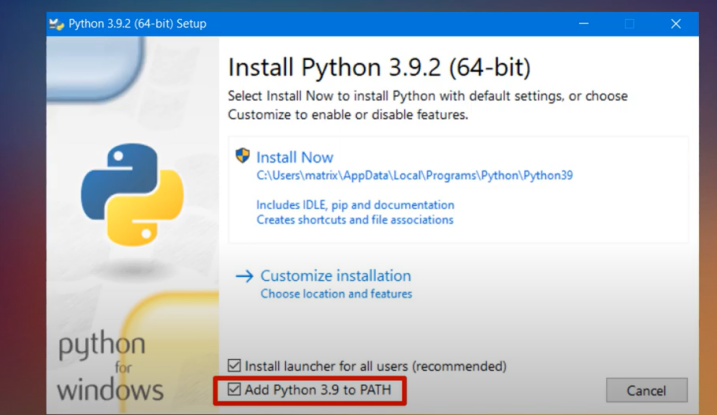 Python 3.9.2 (64-bit) Setup
Install Python 3.9.2 (64-bit)
Select Install Now to install Python with default settings, or choose
Customize to enable or disable features.
Install Now
C:\Users\matrix\AppData\Local\Programs\Python\Python39
Includes IDLE, pip and documentation
Creates shortcuts and file associations
Customize installation
Choose location and features
python
for
windows
Install launcher for all users (recommended)
Add Python 3.9 to PATH
Cancel